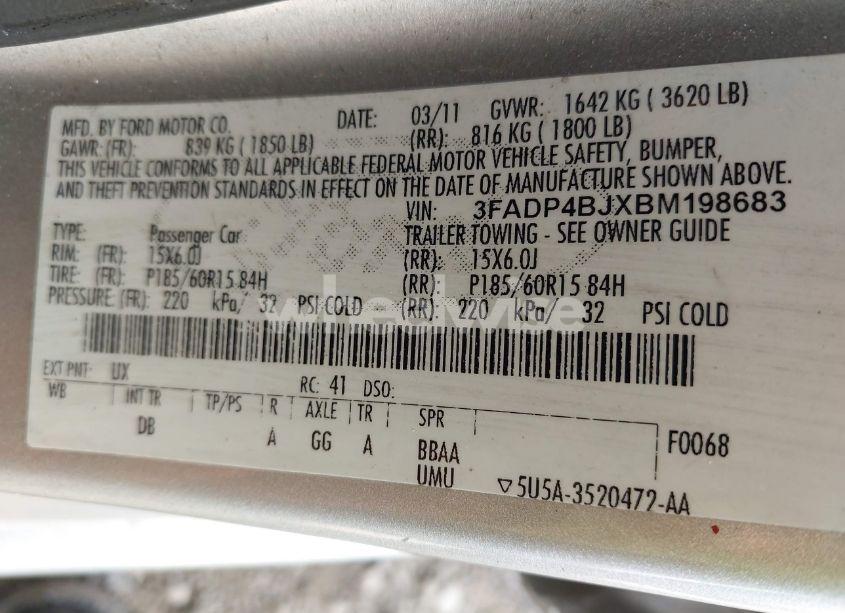 MFD. BY FORD MOTOR CO. DATE: 03/11 GVWR: 1642 KG ( 3620 LB)
GAWR: (FR): 839 KG ( 1850 LB) (RR): 816 KG ( 1800 LB)
THIS VEHICLE CONFORMS TO ALL APPLICABLE FEDERAL MOTOR VEHICLE SAFETY, BUMPER,
AND THEFT PREVENTION STANDARDS IN EFFECT ON THE DATE OF MANUFACTURE SHOWN ABOVE.
VIN: 3FADP4BJXBM198683
TYPE: Passenger Car TRAILER TOWING - SEE OWNER GUIDE
RIM: (FR): 15X6.0J (RR): 15X6.0J
TIRE: (FR): P185/60R15 84H (RR): P185/60R15 84H
PRESSURE: (FR): 220 kPa/ 32 PSI COLD (RR): 220 kPa/ 32 PSI COLD
EXT PNT: UX RC: 41 DSO:
WB INT TR TP/PS R AXLE TR SPR
DB A GG A BBAA F0068
UMU ▽5U5A-3520472-AA